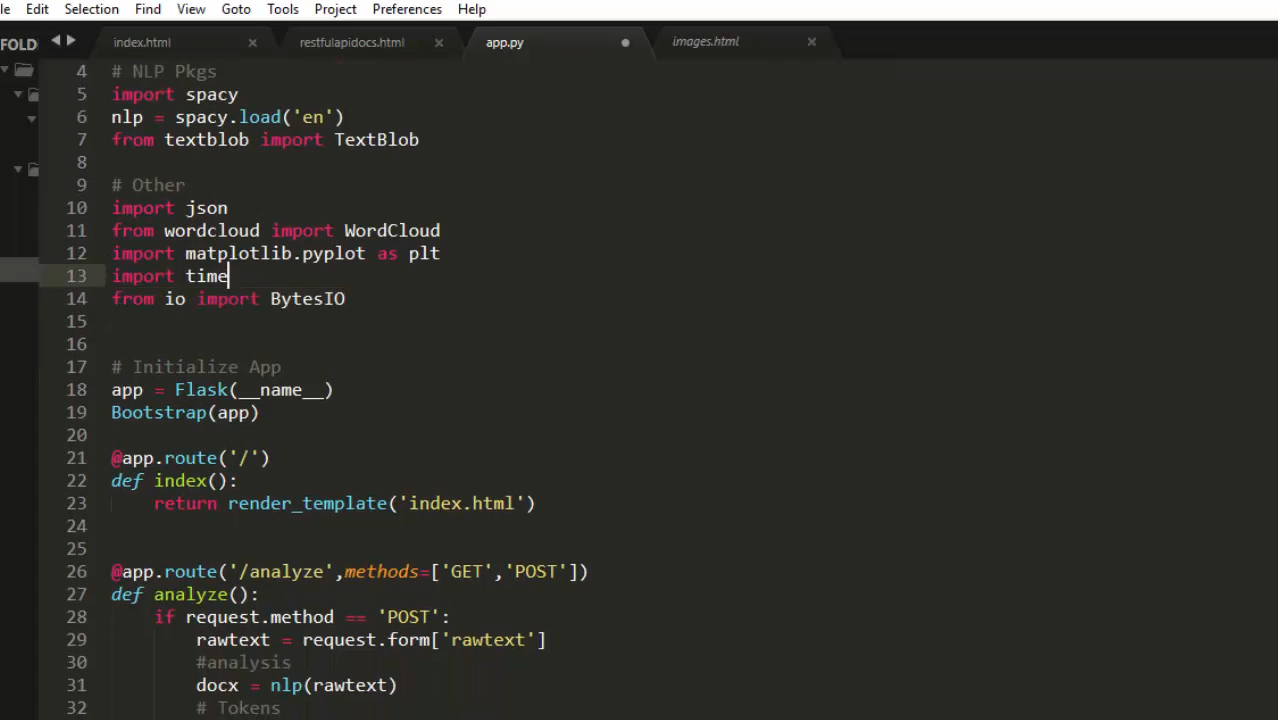 le Edit Selection Find View Goto Tools Project Preferences Help
FOLD index.html restfulapidocs.html app.py images.html
4 # NLP Pkgs
5 import spacy
6 nlp = spacy.load('en')
7 from textblob import TextBlob
8
9 # Other
10 import json
11 from wordcloud import WordCloud
12 import matplotlib.pyplot as plt
13 import time
14 from io import BytesIO
15
16
17 # Initialize App
18 app = Flask(__name__)
19 Bootstrap(app)
20
21 @app.route('/')
22 def index():
23 return render_template('index.html')
24
25
26 @app.route('/analyze',methods=['GET','POST'])
27 def analyze():
28 if request.method == 'POST':
29 rawtext = request.form['rawtext']
30 #analysis
31 docx = nlp(rawtext)
32 # Tokens